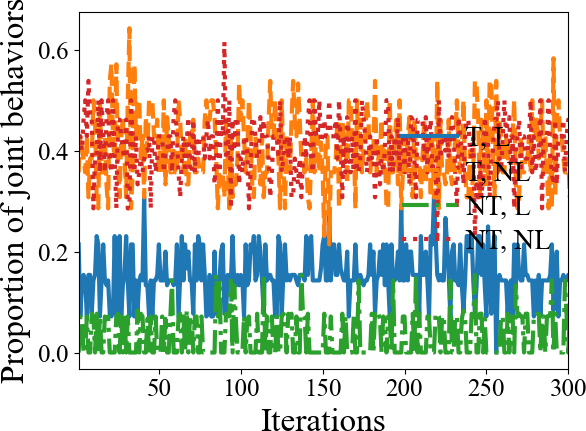 Proportion of joint behaviors
0.6
0.4
0.2
0.0
T, L
T, NL
NT, L
NT, NL
50
100
150
200
250
300
Iterations